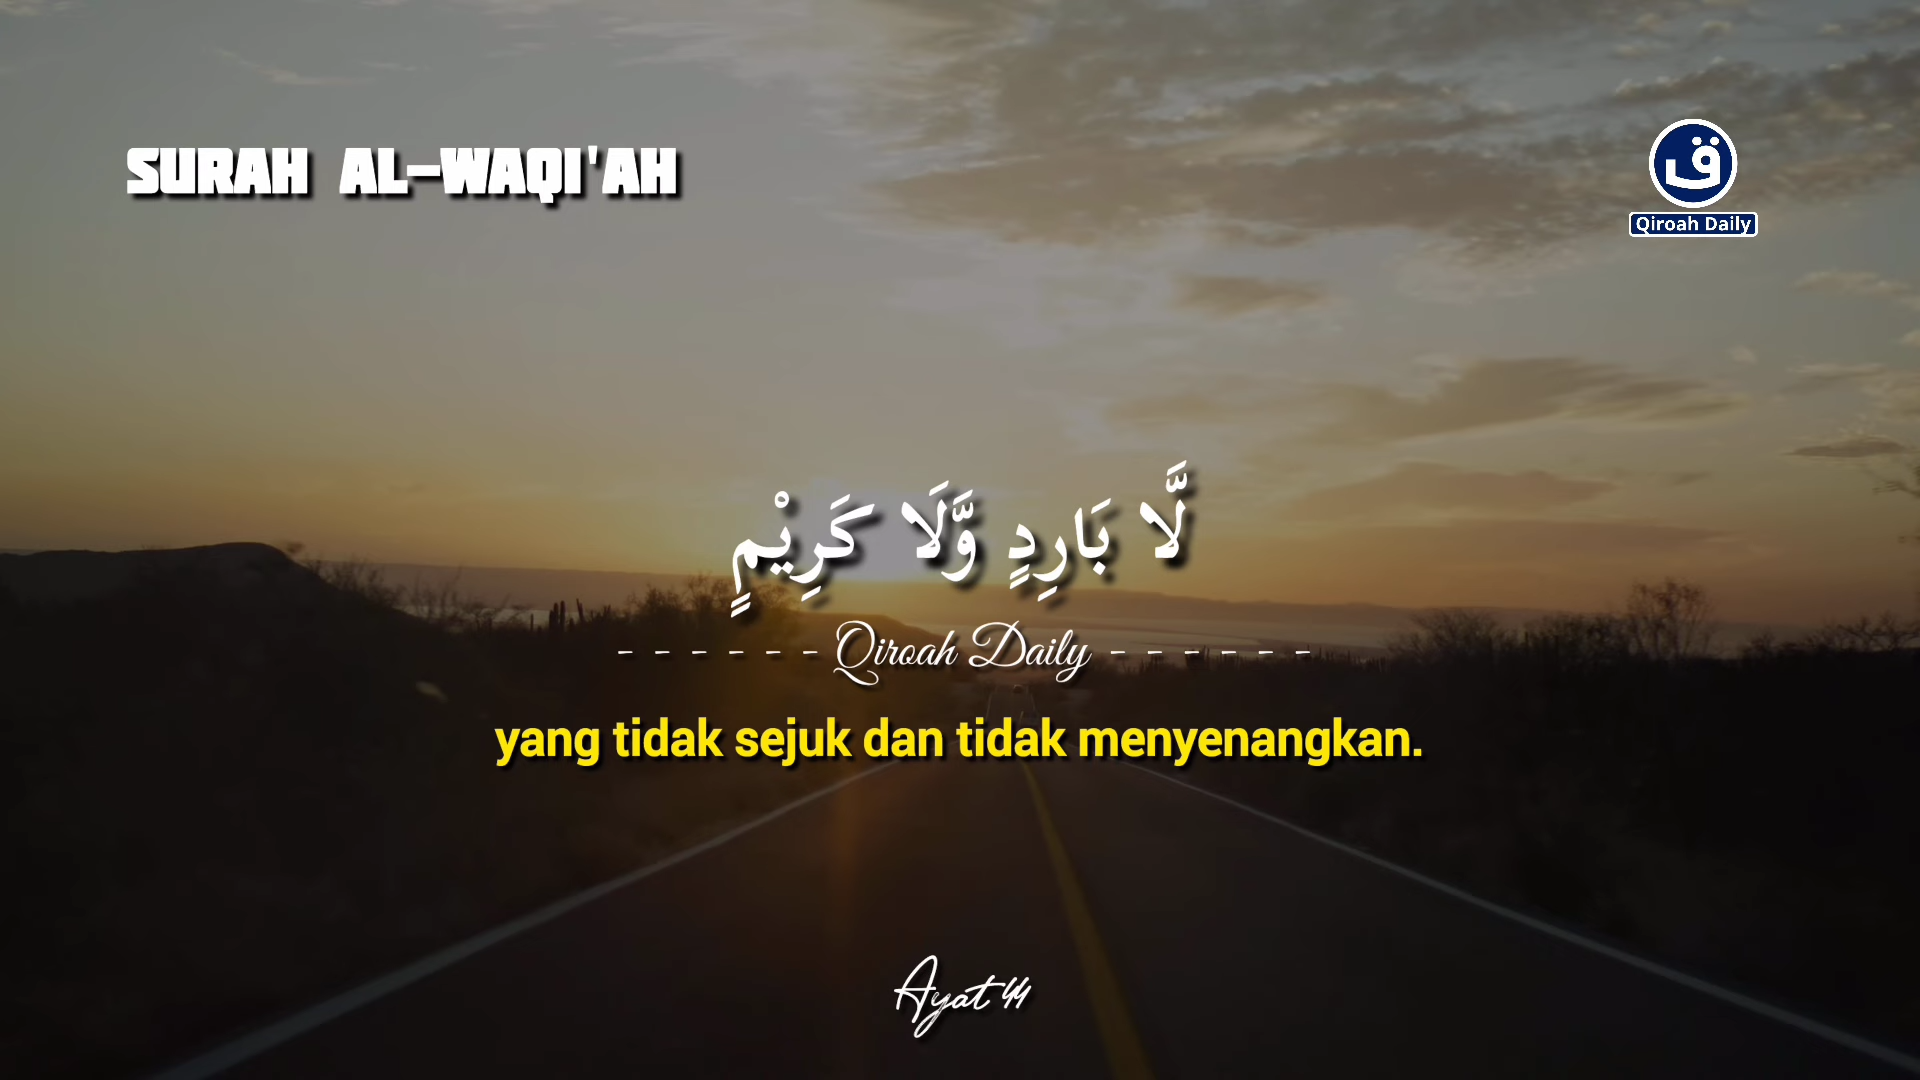 SURAH AL-WAQI'AH
ق
Qiroah Daily
لَّا بَارِدٍ وَّلَا كَرِيْمٍ
- - - - - - Qiroah Daily - - - - - -
yang tidak sejuk dan tidak menyenangkan.
Ayat 44